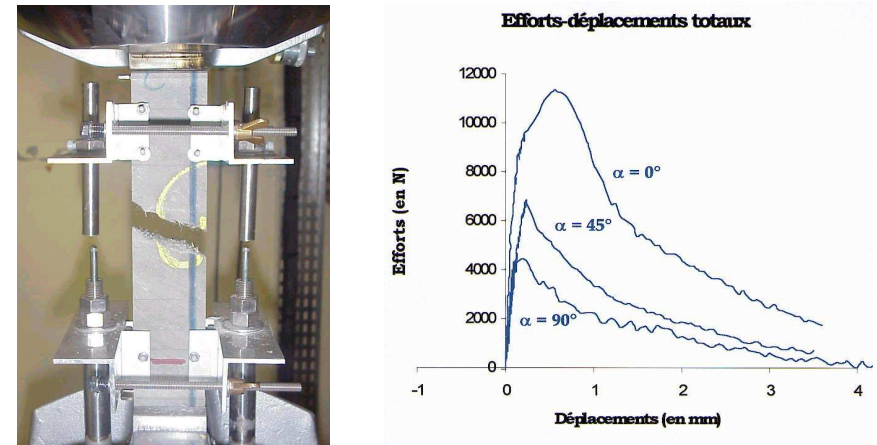 Efforts-déplacements totaux
12000
10000
8000
6000
4000
2000
0
Efforts (en N)
α = 0°
α = 45°
α = 90°
-1
0
1
2
3
4
Déplacements (en mm)